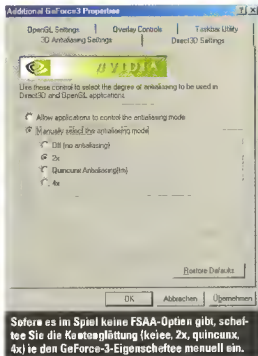 Additional GeForce3 Properties
OpenGL Settings
Overlay Controls
Taskbar Utility
3D Antialiasing Settings
Direct3D Settings
NVIDIA
Use these control to select the degree of antialiasing to be used in
Direct3D and OpenGL applications.
Allow applications to control the antialiasing mode
Manually select the antialiasing mode
Off (no antialiasing)
2x
Quincunx Antialiasing(tm)
4x
Restore Defaults
OK
Abbrechen
Übernehmen
Sofern es im Spiel keine FSAA-Option gibt, schal-
ten Sie die Kantenglättung (keine, 2x, quincunx,
4x) in den GeForce-3-Eigenschaften manuell ein.